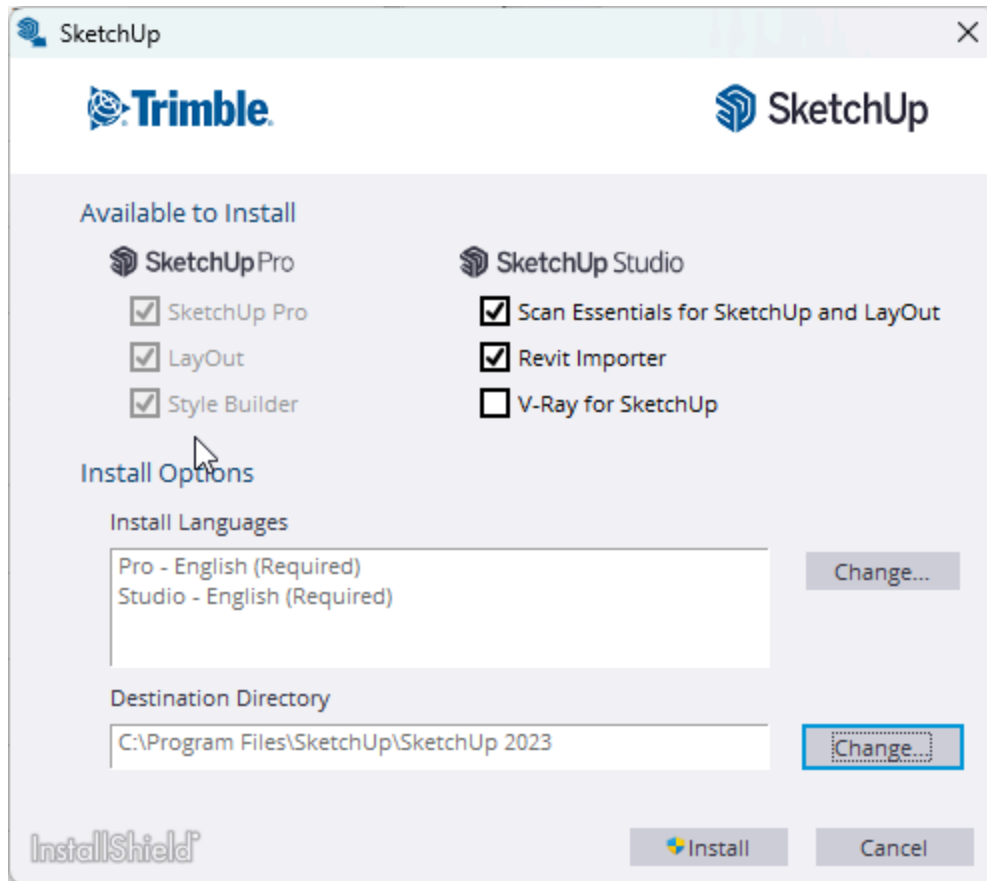 SketchUp
Trimble.
SketchUp
Available to Install
SketchUp Pro
SketchUp Studio
SketchUp Pro
Scan Essentials for SketchUp and LayOut
LayOut
Revit Importer
Style Builder
V-Ray for SketchUp
Install Options
Install Languages
Pro - English (Required)
Studio - English (Required)
Change...
Destination Directory
C:\Program Files\SketchUp\SketchUp 2023
Change...
InstallShield
Install
Cancel